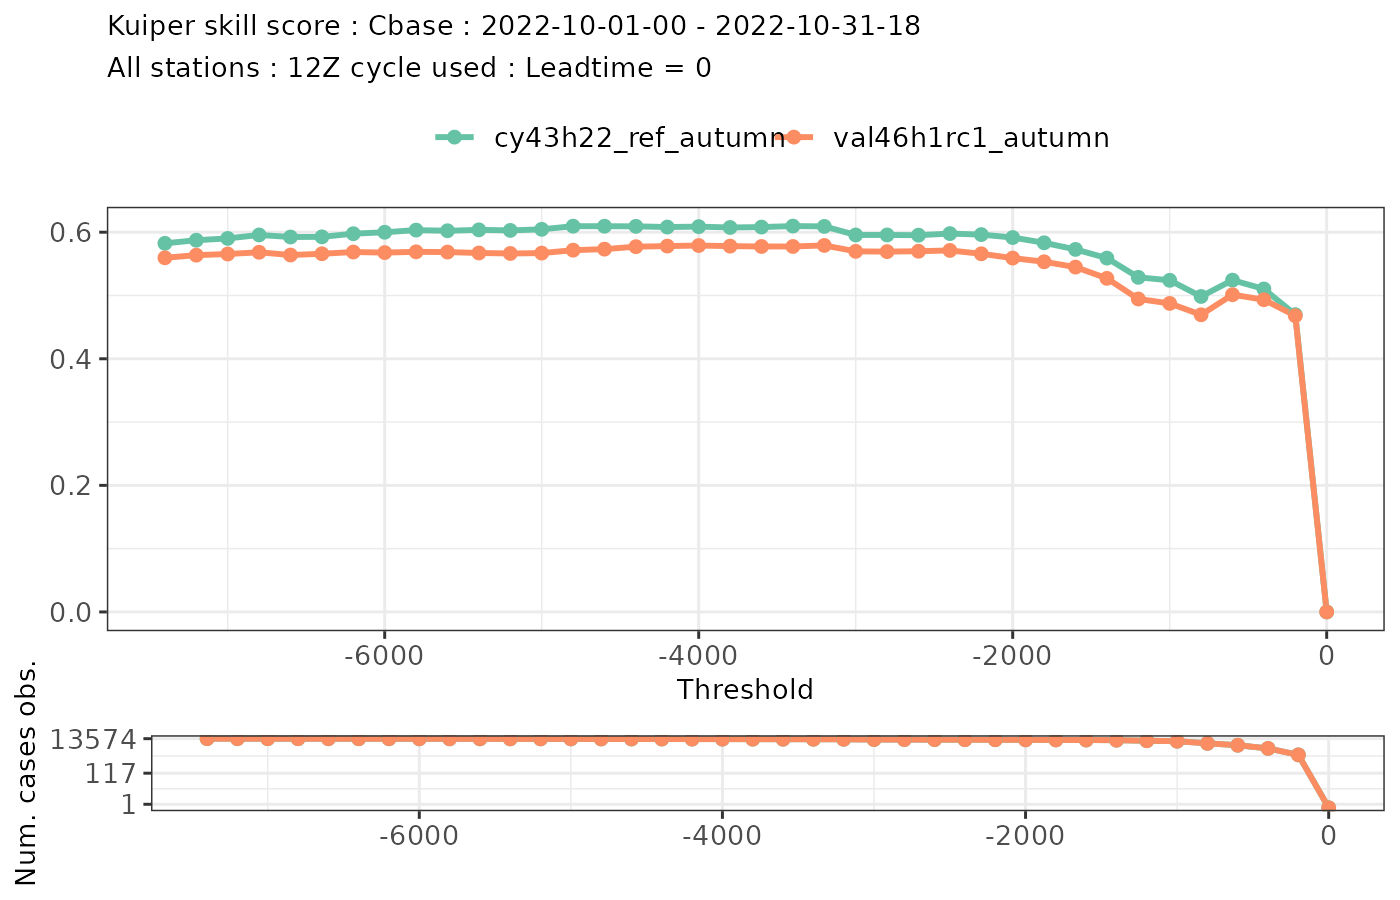 Kuiper skill score : Cbase : 2022-10-01-00 - 2022-10-31-18
All stations : 12Z cycle used : Leadtime = 0
cy43h22_ref_autumn val46h1rc1_autumn
0.6
0.4
0.2
0.0
-6000 -4000 -2000 0
Threshold
Num. cases obs.
13574
117
1
-6000 -4000 -2000 0